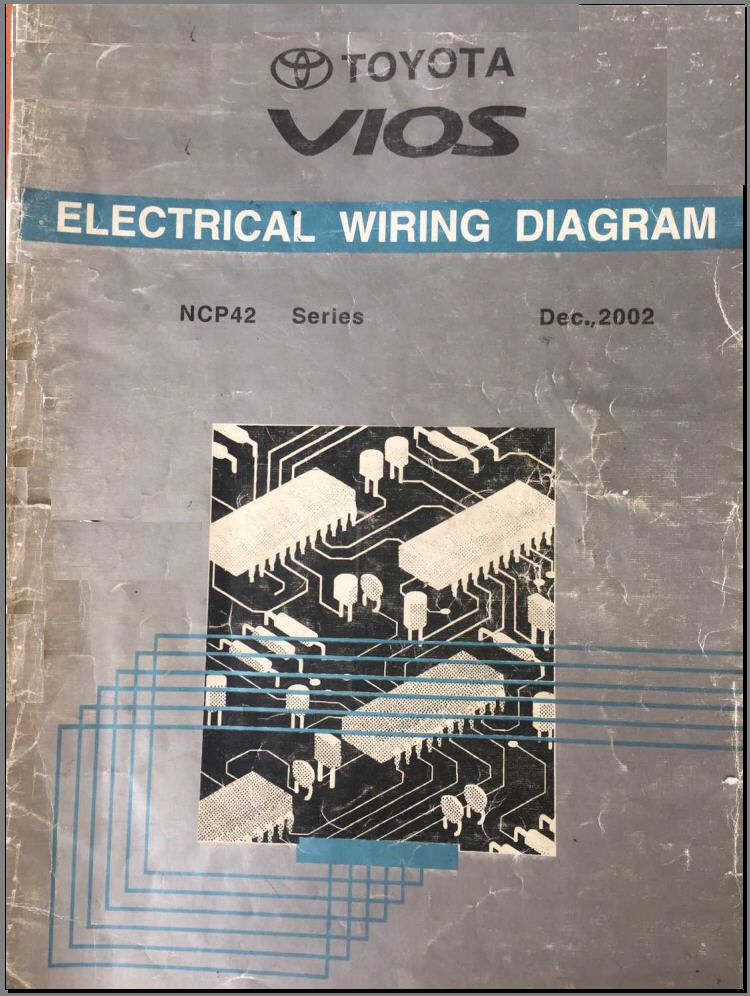 TOYOTA
VIOS
ELECTRICAL WIRING DIAGRAM
NCP42 Series Dec.,2002